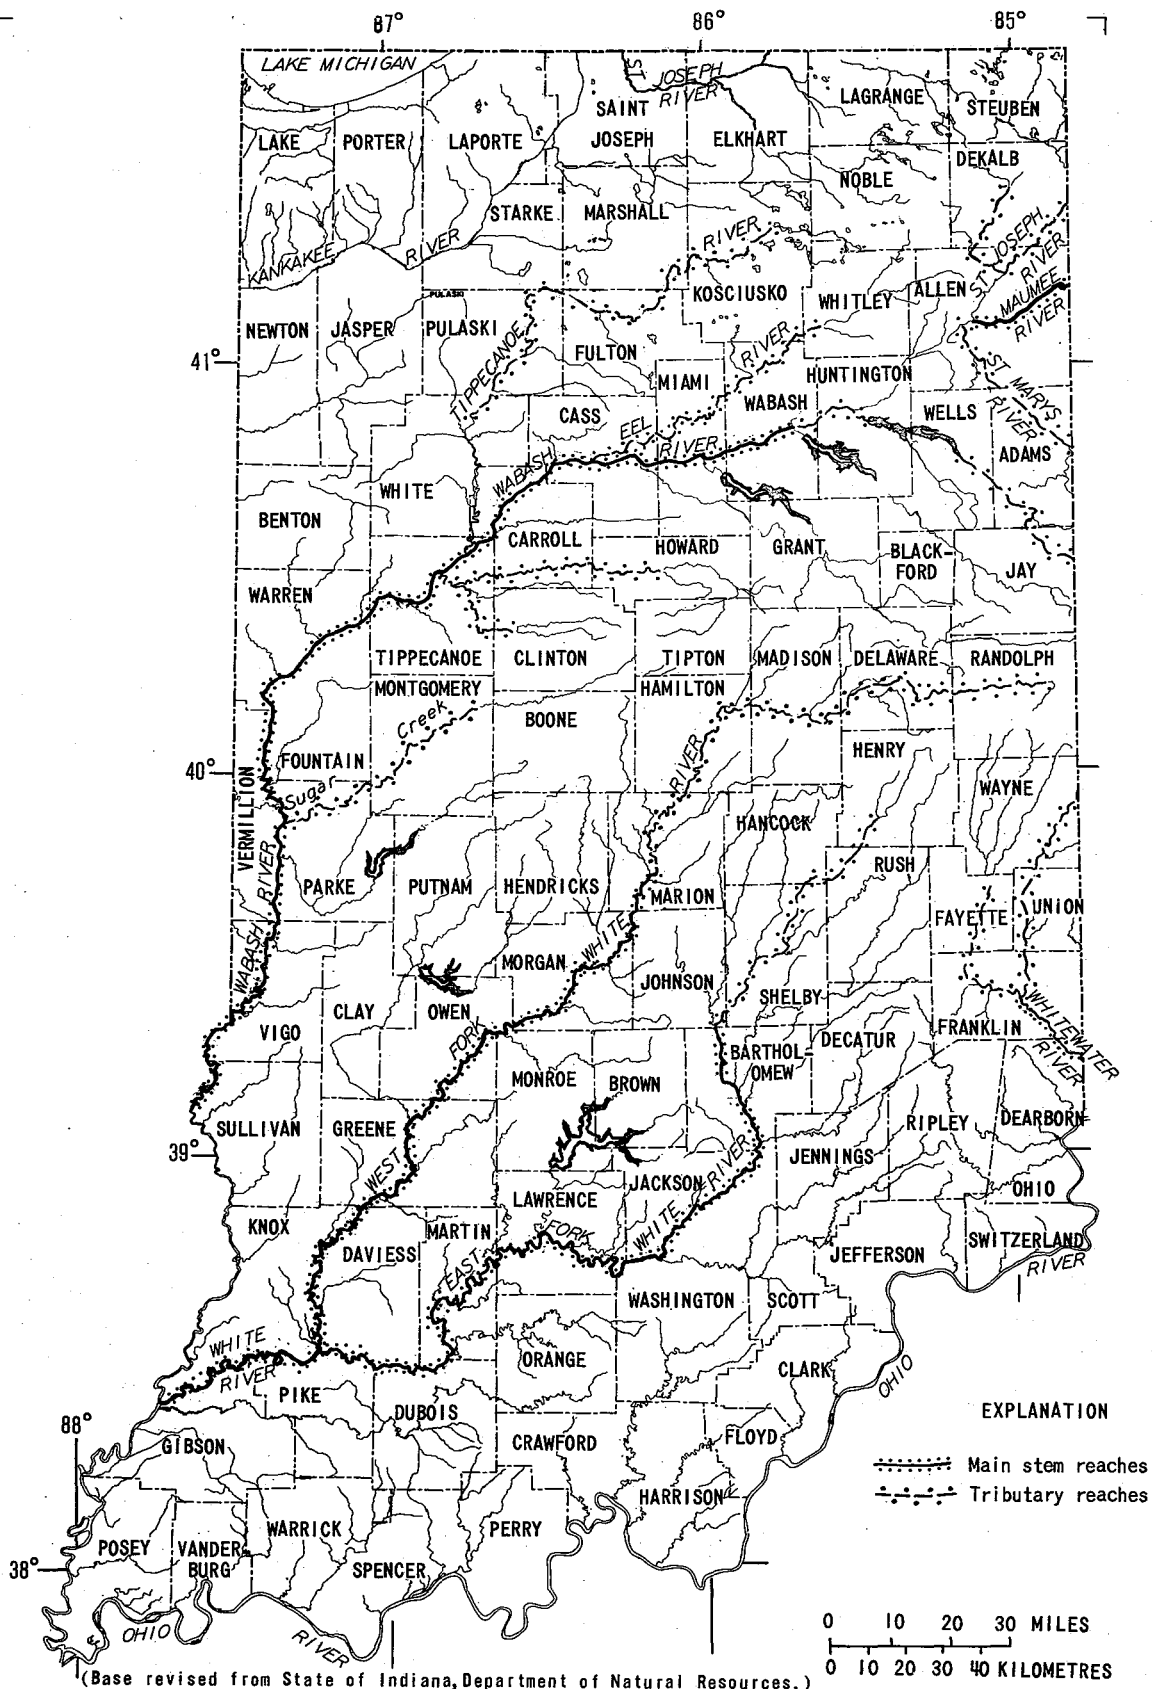 87° 86° 85°
LAKE MICHIGAN
ST JOSEPH
RIVER
LAGRANGE
STEUBEN
SAINT
JOSEPH
LAKE
PORTER
LAPORTE
ELKHART
DEKALB
NOBLE
STARKE
MARSHALL
KANKAKEE RIVER
RIVER
ST JOSEPH
RIVER
KOSCIUSKO
WHITLEY
ALLEN
MAUMEE
RIVER
PULASKI
NEWTON
JASPER
PULASKI
TIPPECANOE
FULTON
RIVER
41°
MIAMI
HUNTINGTON
ST MARYS
RIVER
CASS
WABASH
WELLS
EEL
RIVER
ADAMS
WABASH
WHITE
BENTON
CARROLL
HOWARD
GRANT
BLACK-
FORD
JAY
WARREN
TIPPECANOE
CLINTON
TIPTON
MADISON
DELAWARE
RANDOLPH
MONTGOMERY
HAMILTON
Creek
BOONE
HENRY
FOUNTAIN
RIVER
40°
Sugar
WAYNE
VERMILLION
HANCOCK
RUSH
PARKE
PUTNAM
HENDRICKS
MARION
RIVER
FAYETTE
UNION
WABASH
WHITE
MORGAN
JOHNSON
SHELBY
CLAY
OWEN
FRANKLIN
WHITEWATER
RIVER
VIGO
FORK
DECATUR
BARTHOL-
OMEW
MONROE
BROWN
SULLIVAN
GREENE
RIPLEY
DEARBORN
39°
JENNINGS
WEST
RIVER
JACKSON
LAWRENCE
OHIO
KNOX
MARTIN
FORK
WHITE
DAVIESS
JEFFERSON
SWITZERLAND
RIVER
EAST
WASHINGTON
SCOTT
WHITE
RIVER
ORANGE
CLARK
OHIO
PIKE
DUBOIS
88°
EXPLANATION
GIBSON
CRAWFORD
FLOYD
Main stem reaches
HARRISON
Tributary reaches
POSEY
VANDER
BURG
WARRICK
PERRY
38°
SPENCER
OHIO
RIVER
0 10 20 30 MILES
0 10 20 30 40 KILOMETRES
(Base revised from State of Indiana, Department of Natural Resources.)